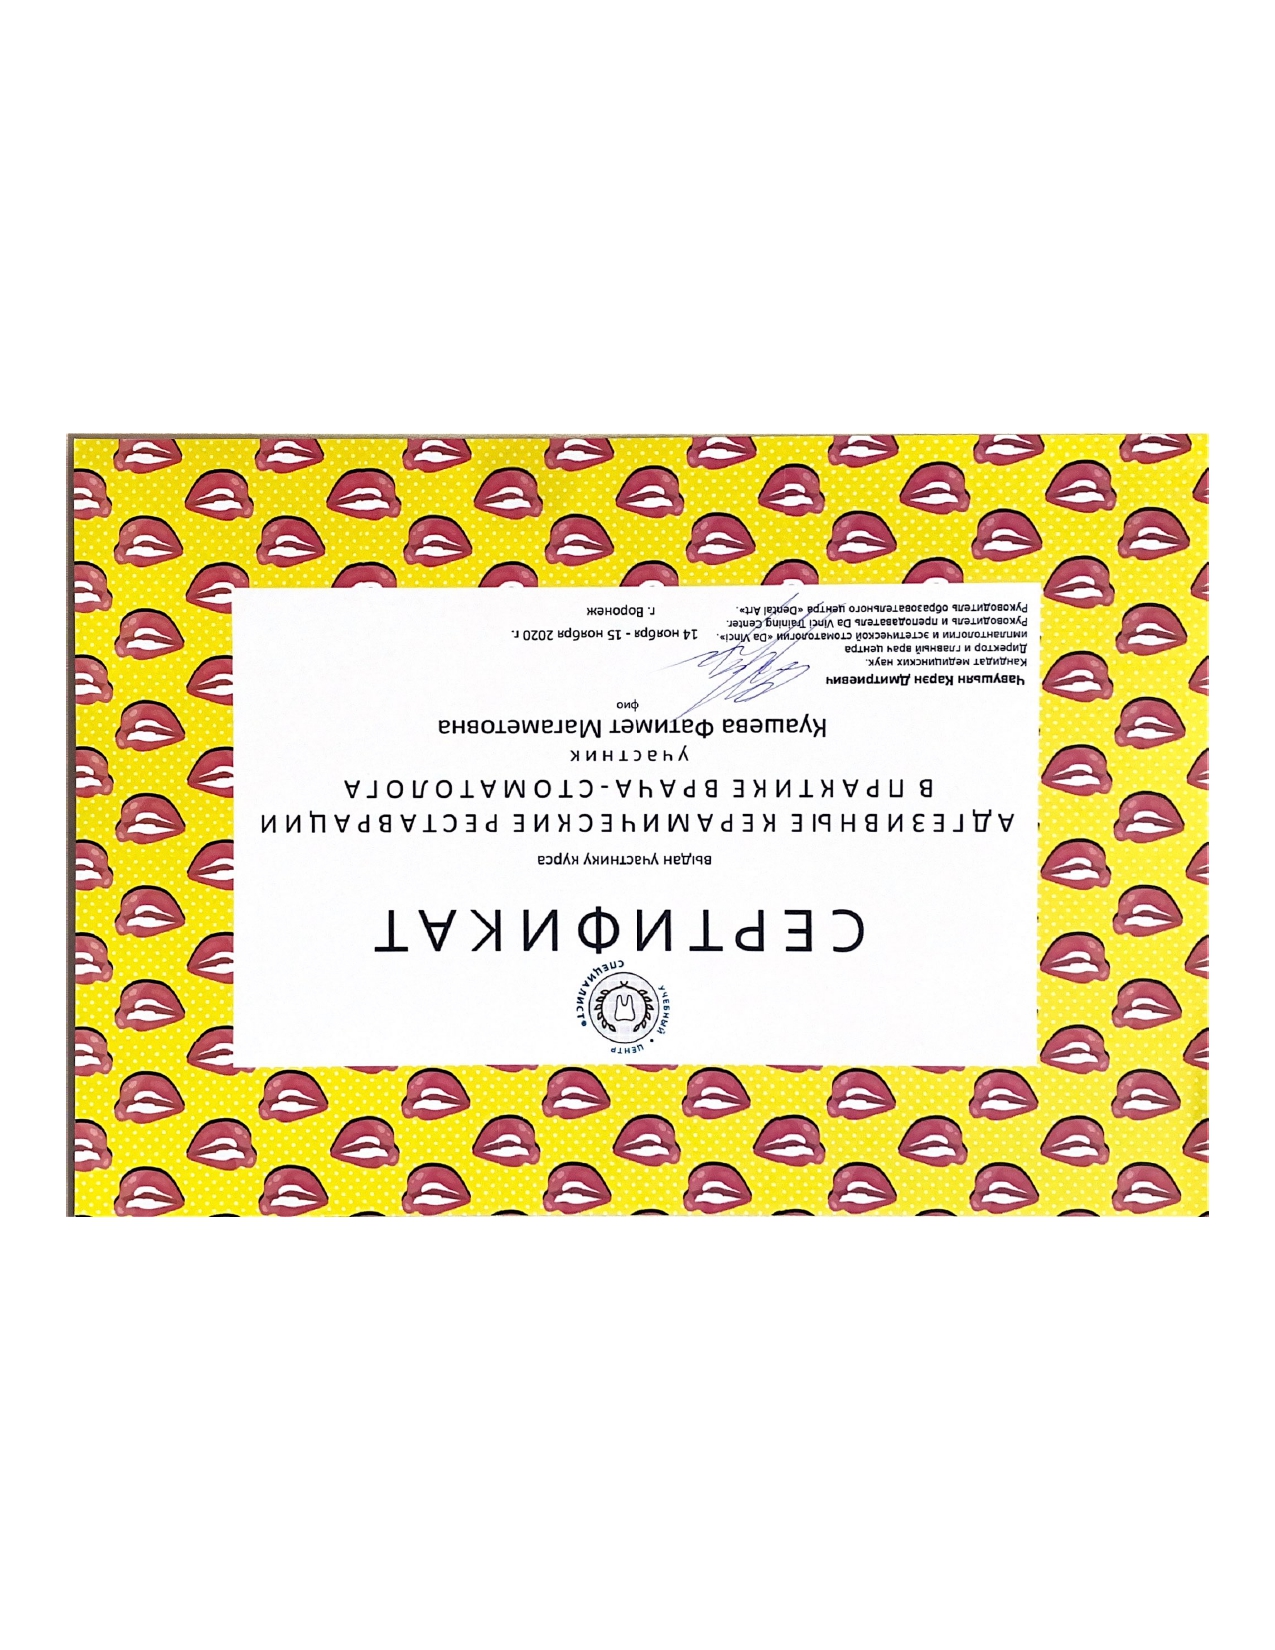 УЧЕБНЫЙ • ЦЕНТР
СПЕЦИАЛИСТ
СЕРТИФИКАТ
выдан участнику курса
АДГЕЗИВНЫЕ КЕРАМИЧЕСКИЕ РЕСТАВРАЦИИ
В ПРАКТИКЕ ВРАЧА-СТОМАТОЛОГА
участник
Куашева Фатимет Магаметовна
фио
Чавушьян Карэн Дмитриевич
Кандидат медицинских наук.
Директор и главный врач центра
имплантологии и эстетической стоматологии «Da Vinci».
Руководитель и преподаватель Da Vinci Training Center.
Руководитель образовательного центра «Dental Art».
14 ноября - 15 ноября 2020 г.
г. Воронеж